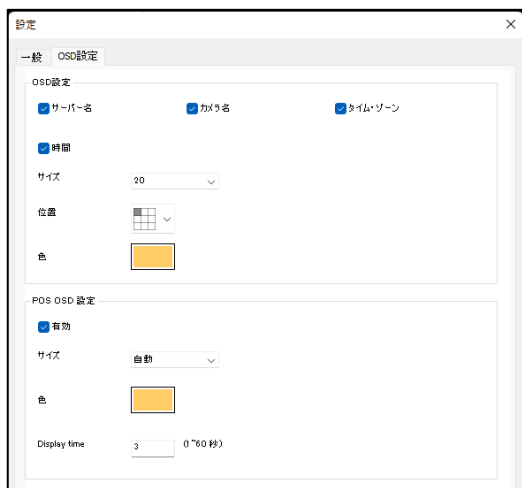 設定
一般 OSD設定
OSD設定
サーバー名 カメラ名 タイム・ゾーン
時間
サイズ 20
位置
色
POS OSD 設定
有効
サイズ 自動
色
Display time 3 (1~60 秒)